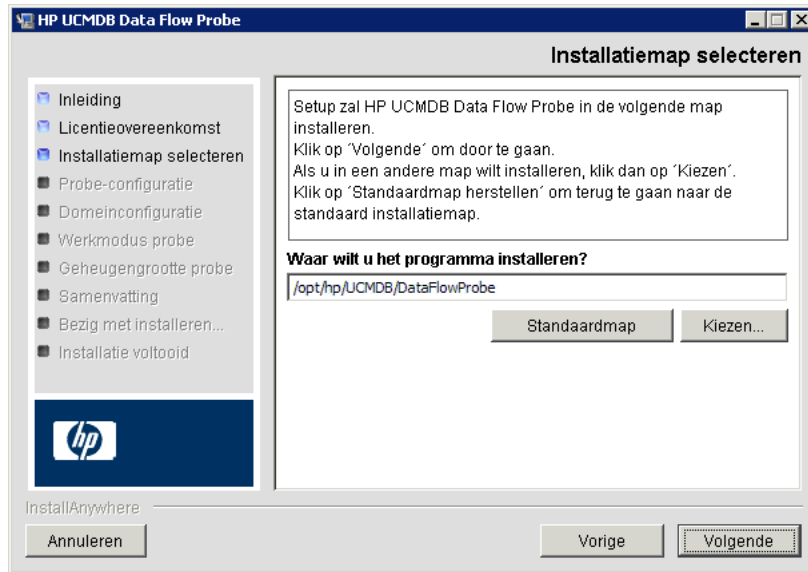 HP UCMDB Data Flow Probe
Installatiemap selecteren
Inleiding
Licentieovereenkomst
Installatiemap selecteren
Probe-configuratie
Domeinconfiguratie
Werkmodus probe
Geheugengrootte probe
Samenvatting
Bezig met installeren...
Installatie voltooid
hp
Setup zal HP UCMDB Data Flow Probe in de volgende map
installeren.
Klik op ´Volgende´ om door te gaan.
Als u in een andere map wilt installeren, klik dan op ´Kiezen´.
Klik op ´Standaardmap herstellen´ om terug te gaan naar de
standaard installatiemap.
Waar wilt u het programma installeren?
/opt/hp/UCMDB/DataFlowProbe
Standaardmap
Kiezen...
InstallAnywhere
Annuleren
Vorige
Volgende